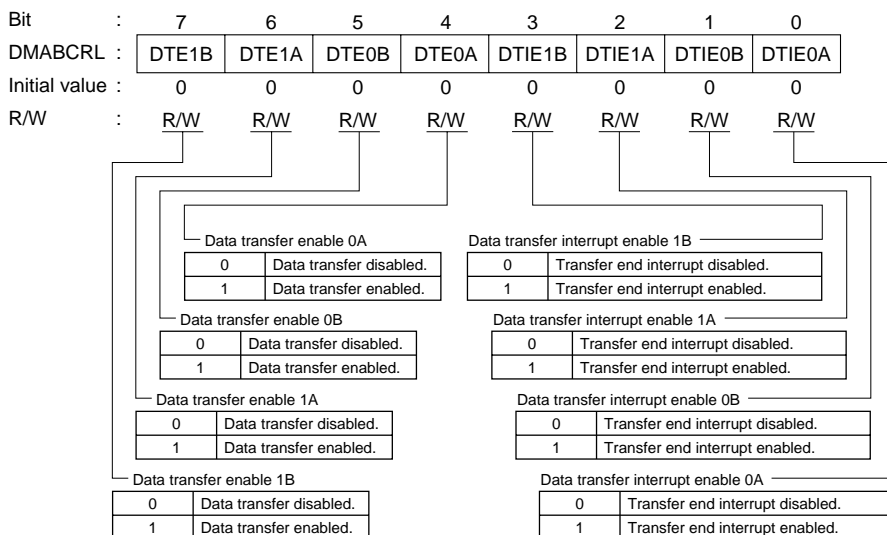 Bit : 7 6 5 4 3 2 1 0
DMABCRL : DTE1B DTE1A DTE0B DTE0A DTIE1B DTIE1A DTIE0B DTIE0A
Initial value : 0 0 0 0 0 0 0 0
R/W : R/W R/W R/W R/W R/W R/W R/W R/W
Data transfer enable 0A
0 Data transfer disabled.
1 Data transfer enabled.
Data transfer interrupt enable 1B
0 Transfer end interrupt disabled.
1 Transfer end interrupt enabled.
Data transfer enable 0B
0 Data transfer disabled.
1 Data transfer enabled.
Data transfer interrupt enable 1A
0 Transfer end interrupt disabled.
1 Transfer end interrupt enabled.
Data transfer enable 1A
0 Data transfer disabled.
1 Data transfer enabled.
Data transfer interrupt enable 0B
0 Transfer end interrupt disabled.
1 Transfer end interrupt enabled.
Data transfer enable 1B
0 Data transfer disabled.
1 Data transfer enabled.
Data transfer interrupt enable 0A
0 Transfer end interrupt disabled.
1 Transfer end interrupt enabled.